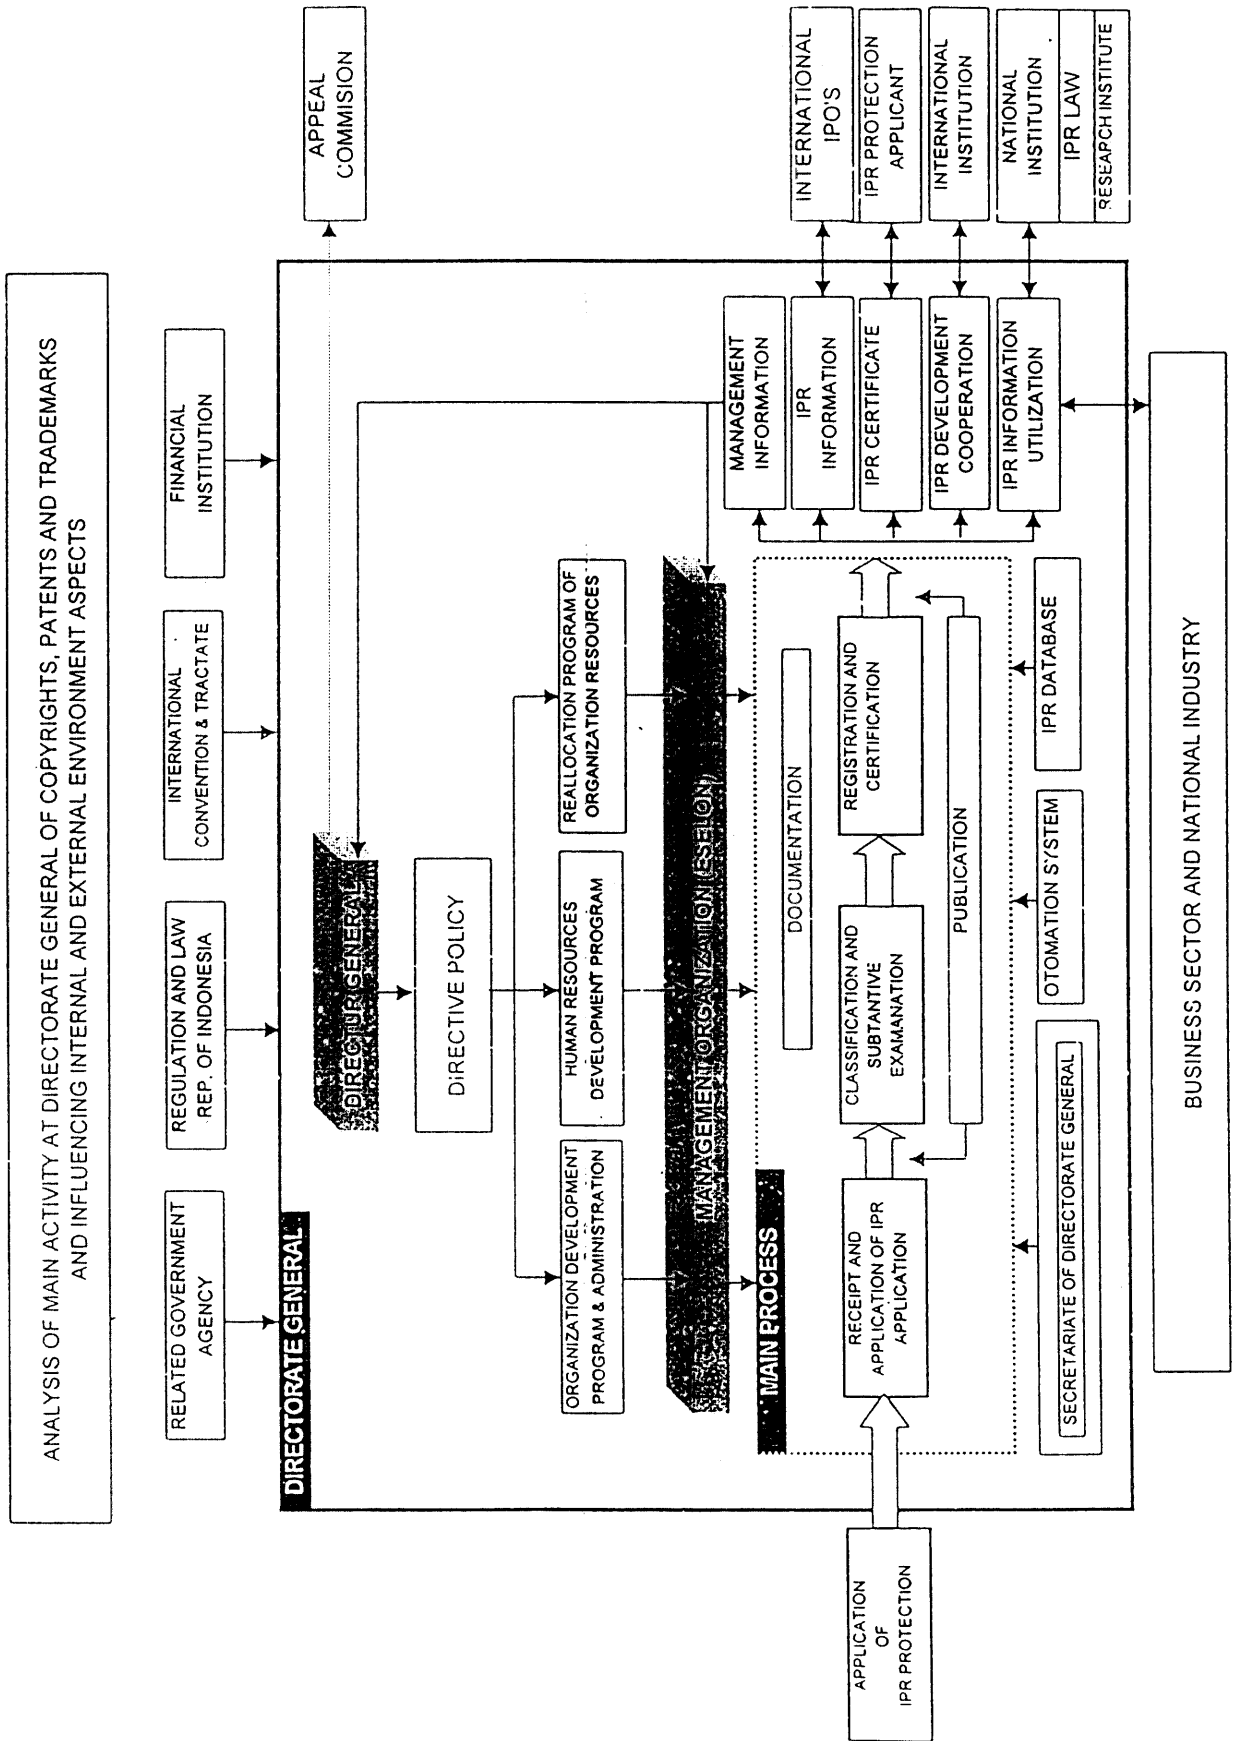 ANALYSIS OF MAIN ACTIVITY AT DIRECTORATE GENERAL OF COPYRIGHTS, PATENTS AND TRADEMARKS
AND INFLUENCING INTERNAL AND EXTERNAL ENVIRONMENT ASPECTS
RELATED GOVERNMENT
AGENCY
REGULATION AND LAW
REP. OF INDONESIA
INTERNATIONAL
CONVENTION & TRACTATE
FINANCIAL
INSTITUTION
DIRECTORATE GENERAL
DIRECTUR GENERAL
APPEAL
COMMISION
DIRECTIVE POLICY
ORGANIZATION DEVELOPMENT
PROGRAM & ADMINISTRATION
HUMAN RESOURCES
DEVELOPMENT PROGRAM
REALLOCATION PROGRAM OF
ORGANIZATION RESOURCES
MANAGEMENT/ORGANIZATION (ESELON)
MAIN PROCESS
DOCUMENTATION
APPLICATION
OF
IPR PROTECTION
RECEIPT AND
APPLICATION OF IPR
APPLICATION
CLASSIFICATION AND
SUBTANTIVE
EXAMANATION
REGISTRATION AND
CERTIFICATION
PUBLICATION
MANAGEMENT
INFORMATION
IPR
INFORMATION
IPR CERTIFICATE
IPR DEVELOPMENT
COOPERATION
IPR INFORMATION
UTILIZATION
INTERNATIONAL
IPO'S
IPR PROTECTION
APPLICANT
INTERNATIONAL
INSTITUTION
NATIONAL
INSTITUTION
IPR LAW
RESEARCH INSTITUTE
SECRETARIATE OF DIRECTORATE GENERAL
OTOMATION SYSTEM
IPR DATABASE
BUSINESS SECTOR AND NATIONAL INDUSTRY